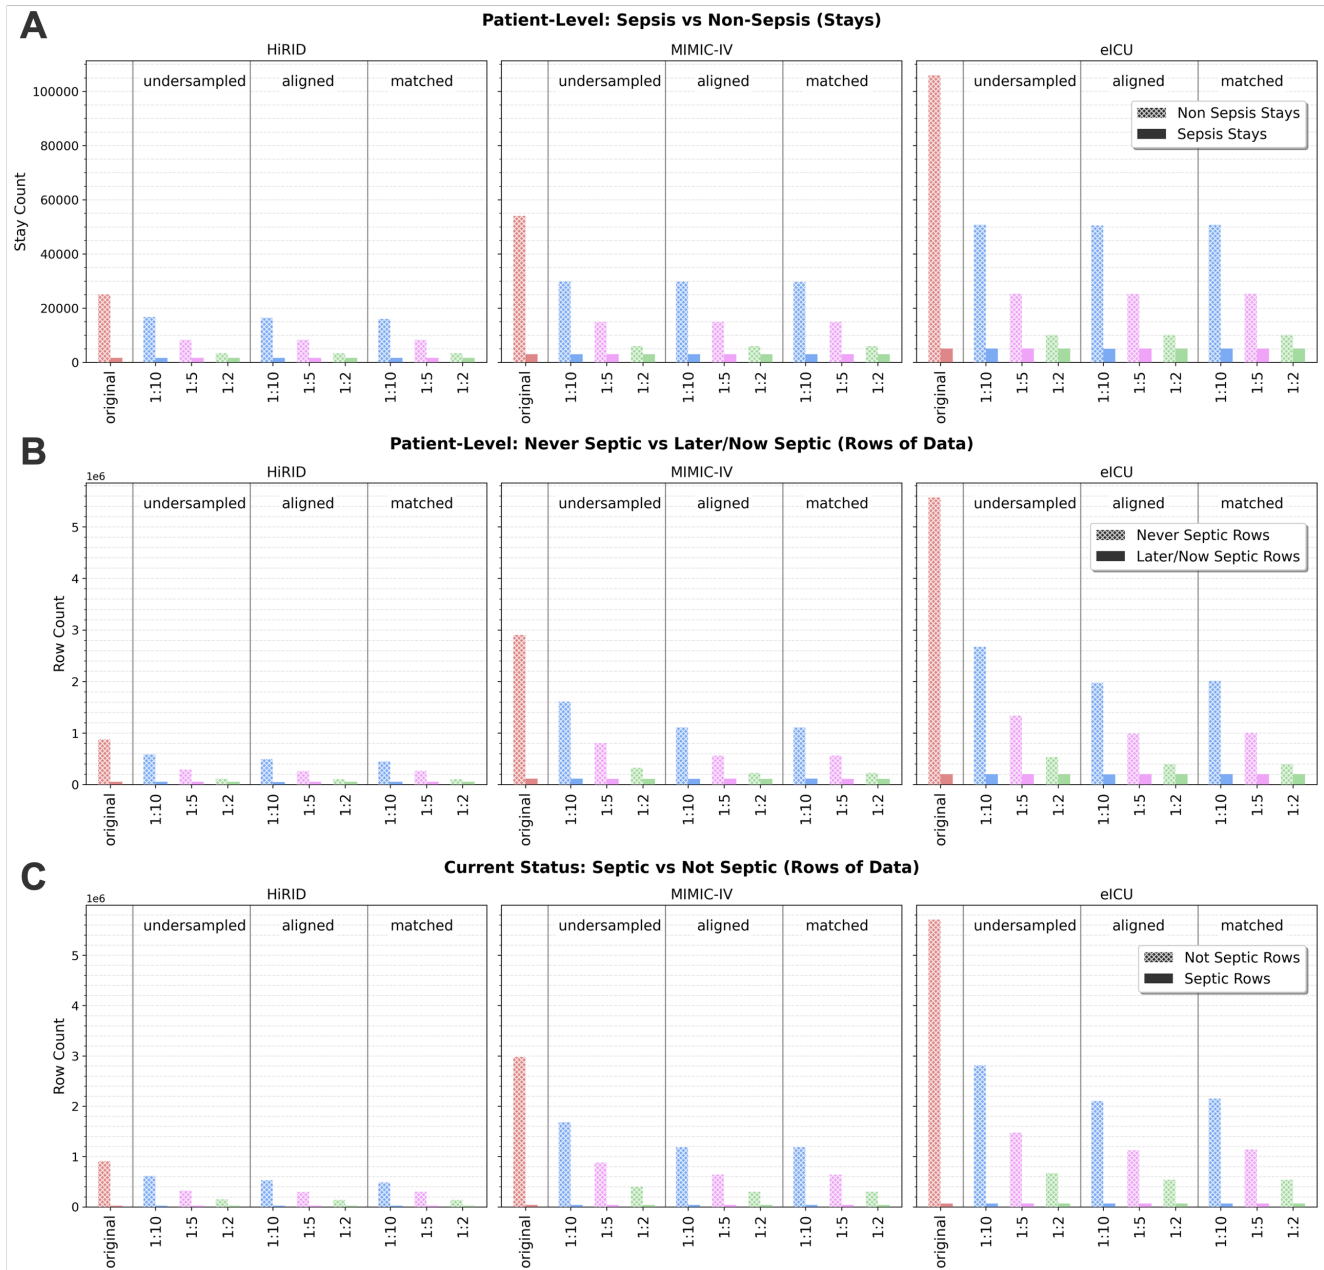 A
Patient-Level: Sepsis vs Non-Sepsis (Stays)
HiRID
MIMIC-IV
eICU
undersampled aligned matched
undersampled aligned matched
undersampled aligned matched
Non Sepsis Stays
Sepsis Stays
Stay Count
100000
80000
60000
40000
20000
0
original 1:10 1:5 1:2 1:10 1:5 1:2 1:10 1:5 1:2
original 1:10 1:5 1:2 1:10 1:5 1:2 1:10 1:5 1:2
original 1:10 1:5 1:2 1:10 1:5 1:2 1:10 1:5 1:2
B
Patient-Level: Never Septic vs Later/Now Septic (Rows of Data)
HiRID
MIMIC-IV
eICU
1e6
undersampled aligned matched
undersampled aligned matched
undersampled aligned matched
Never Septic Rows
Later/Now Septic Rows
Row Count
5
4
3
2
1
0
original 1:10 1:5 1:2 1:10 1:5 1:2 1:10 1:5 1:2
original 1:10 1:5 1:2 1:10 1:5 1:2 1:10 1:5 1:2
original 1:10 1:5 1:2 1:10 1:5 1:2 1:10 1:5 1:2
C
Current Status: Septic vs Not Septic (Rows of Data)
HiRID
MIMIC-IV
eICU
1e6
undersampled aligned matched
undersampled aligned matched
undersampled aligned matched
Not Septic Rows
Septic Rows
Row Count
5
4
3
2
1
0
original 1:10 1:5 1:2 1:10 1:5 1:2 1:10 1:5 1:2
original 1:10 1:5 1:2 1:10 1:5 1:2 1:10 1:5 1:2
original 1:10 1:5 1:2 1:10 1:5 1:2 1:10 1:5 1:2